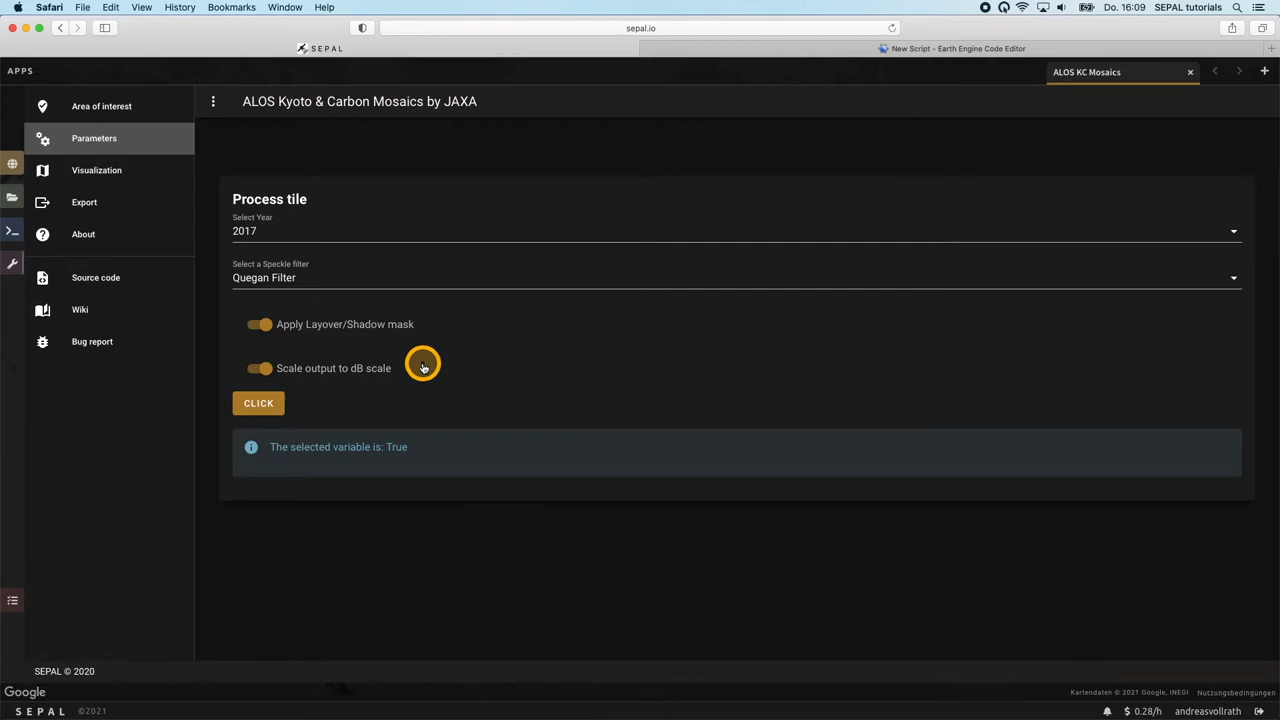 Safari File Edit View History Bookmarks Window Help Do. 16:09 SEPAL tutorials
sepal.io
SEPAL New Script - Earth Engine Code Editor
APPS ALOS KC Mosaics ×
ALOS Kyoto & Carbon Mosaics by JAXA
Area of interest
Parameters
Visualization
Export
About
Source code
Wiki
Bug report
Process tile
Select Year
2017
Select a Speckle filter
Quegan Filter
Apply Layover/Shadow mask
Scale output to dB scale
CLICK
The selected variable is: True
SEPAL © 2020
Google Kartendaten © 2021 Google, INEGI Nutzungsbedingungen
SEPAL ©2021 $ 0.28/h andreasvollrath